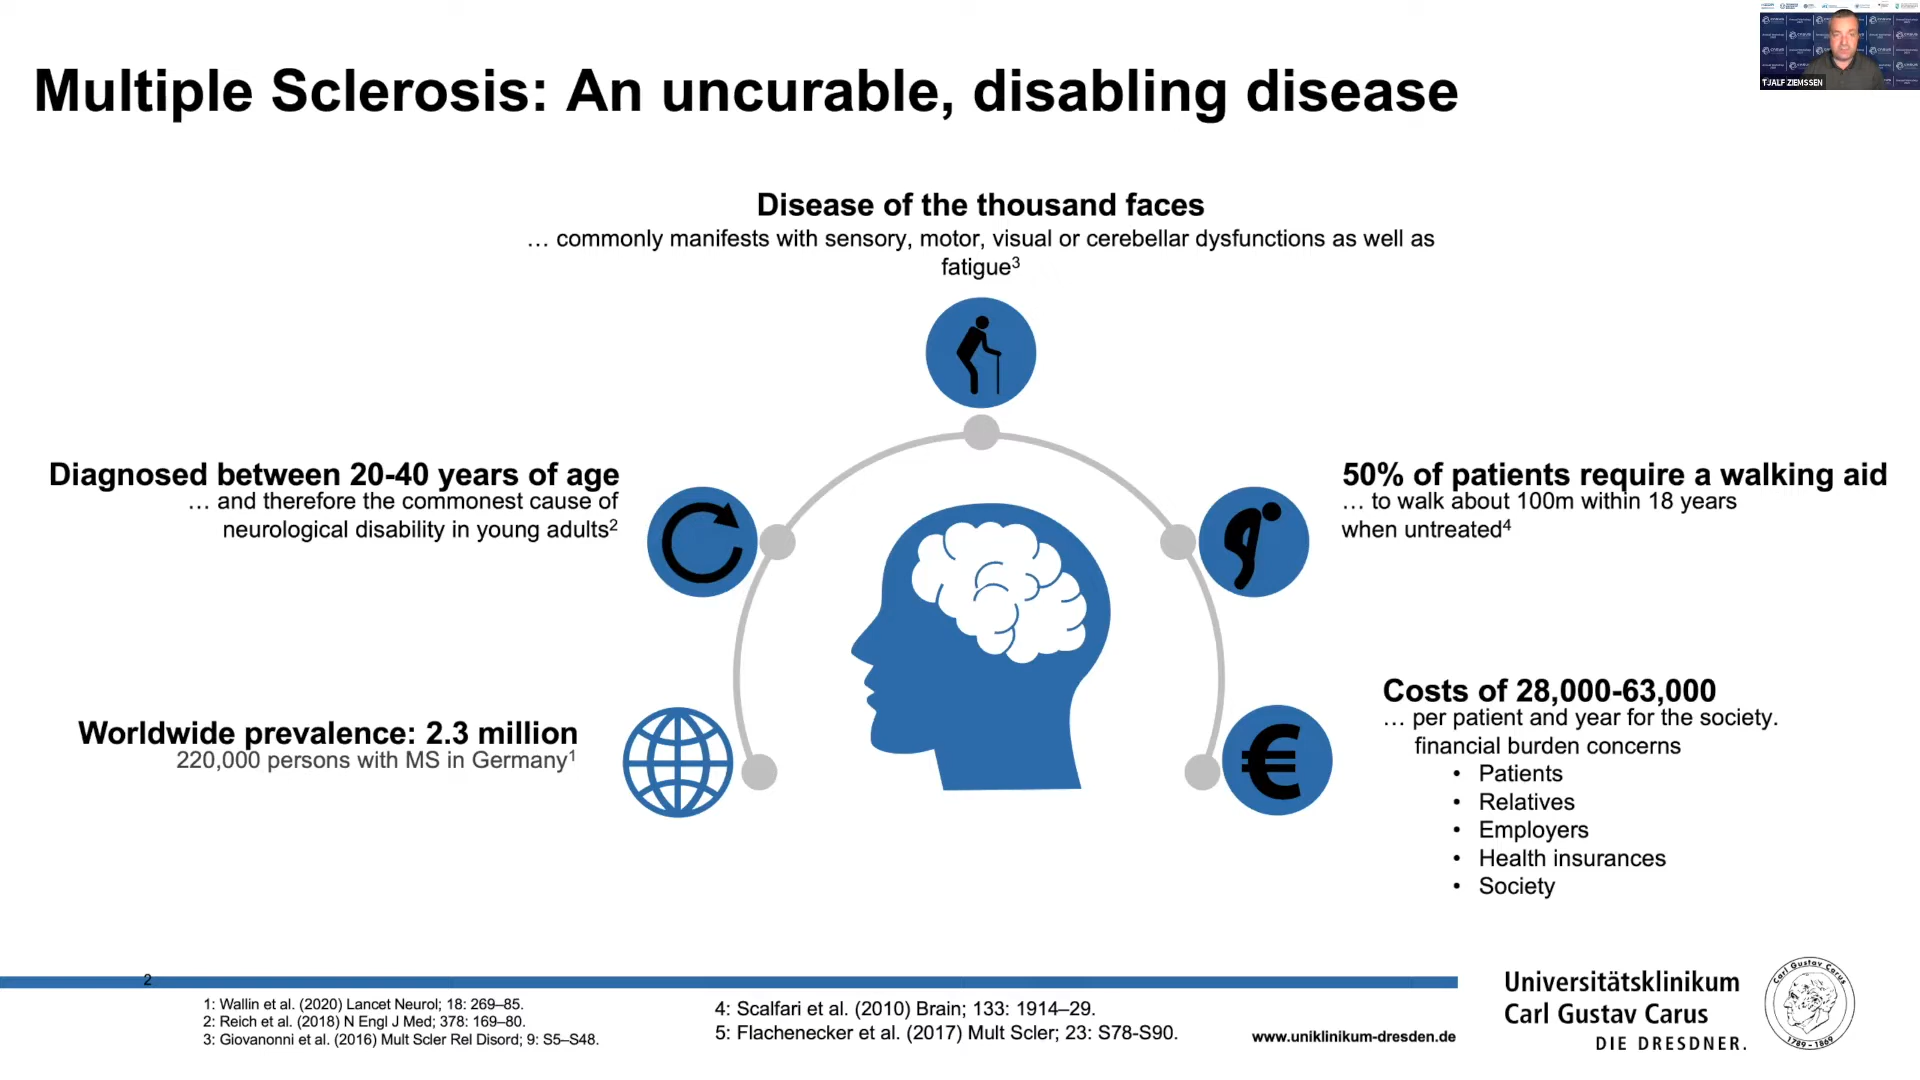 Multiple Sclerosis: An uncurable, disabling disease
TJALF ZIEMSSEN
Disease of the thousand faces
… commonly manifests with sensory, motor, visual or cerebellar dysfunctions as well as
fatigue3
Diagnosed between 20-40 years of age
… and therefore the commonest cause of
neurological disability in young adults2
50% of patients require a walking aid
… to walk about 100m within 18 years
when untreated4
Worldwide prevalence: 2.3 million
220,000 persons with MS in Germany1
Costs of 28,000-63,000
… per patient and year for the society.
financial burden concerns
• Patients
• Relatives
• Employers
• Health insurances
• Society
€
2
1: Wallin et al. (2020) Lancet Neurol; 18: 269–85.
2: Reich et al. (2018) N Engl J Med; 378: 169–80.
3: Giovanonni et al. (2016) Mult Scler Rel Disord; 9: S5–S48.
4: Scalfari et al. (2010) Brain; 133: 1914–29.
5: Flachenecker et al. (2017) Mult Scler; 23: S78-S90.
www.uniklinikum-dresden.de
Universitätsklinikum
Carl Gustav Carus
DIE DRESDNER.
Carl Gustav Carus
1789-1869